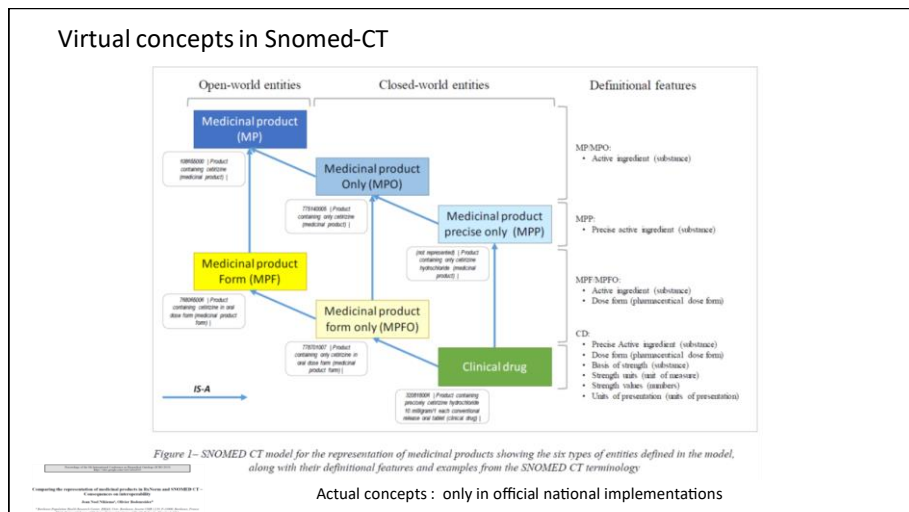 Virtual concepts in Snomed-CT
Open-world entities
Closed-world entities
Definitional features
Medicinal product
(MP)
Product
containing cetirizine
(medicinal product) |
Medicinal product
Only (MPO)
Product
containing only cetirizine
(medicinal product) |
Medicinal product
precise only (MPP)
(not represented) | Product
containing only cetirizine
hydrochloride (medicinal
product) |
Medicinal product
Form (MPF)
Product
containing cetirizine in oral
dose form (medicinal product
form) |
Medicinal product
form only (MPFO)
Product
containing only cetirizine in
oral dose form (medicinal
product form) |
Clinical drug
Product containing
precisely cetirizine hydrochloride
10 milligram/1 each conventional
release oral tablet (clinical drug) |
IS-A
MP/MPO:
• Active ingredient (substance)
MPP:
• Precise active ingredient (substance)
MPF/MPFO:
• Active ingredient (substance)
• Dose form (pharmaceutical dose form)
CD:
• Precise Active ingredient (substance)
• Dose form (pharmaceutical dose form)
• Basis of strength (substance)
• Strength units (unit of measure)
• Strength values (numbers)
• Units of presentation (units of presentation)
Figure 1– SNOMED CT model for the representation of medicinal products showing the six types of entities defined in the model,
along with their definitional features and examples from the SNOMED CT terminology
Comparing the representation of medicinal products in RxNorm and SNOMED CT –
Consequences on interoperability
Actual concepts : only in official national implementations